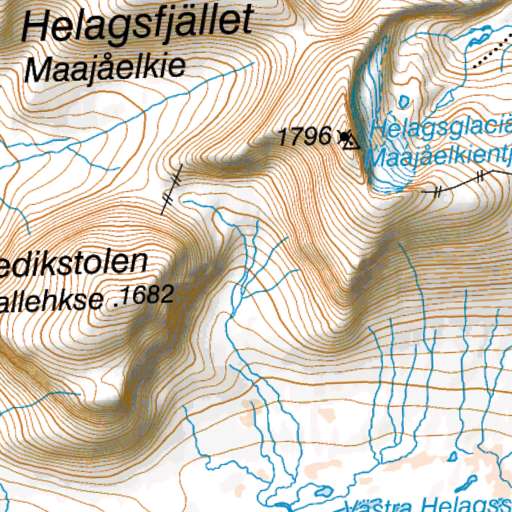 Helagsfjället
Maajåelkie
1796
Helagsglaciä
Maajåelkientj
edikstolen
allehkse .1682
Västra Helagss